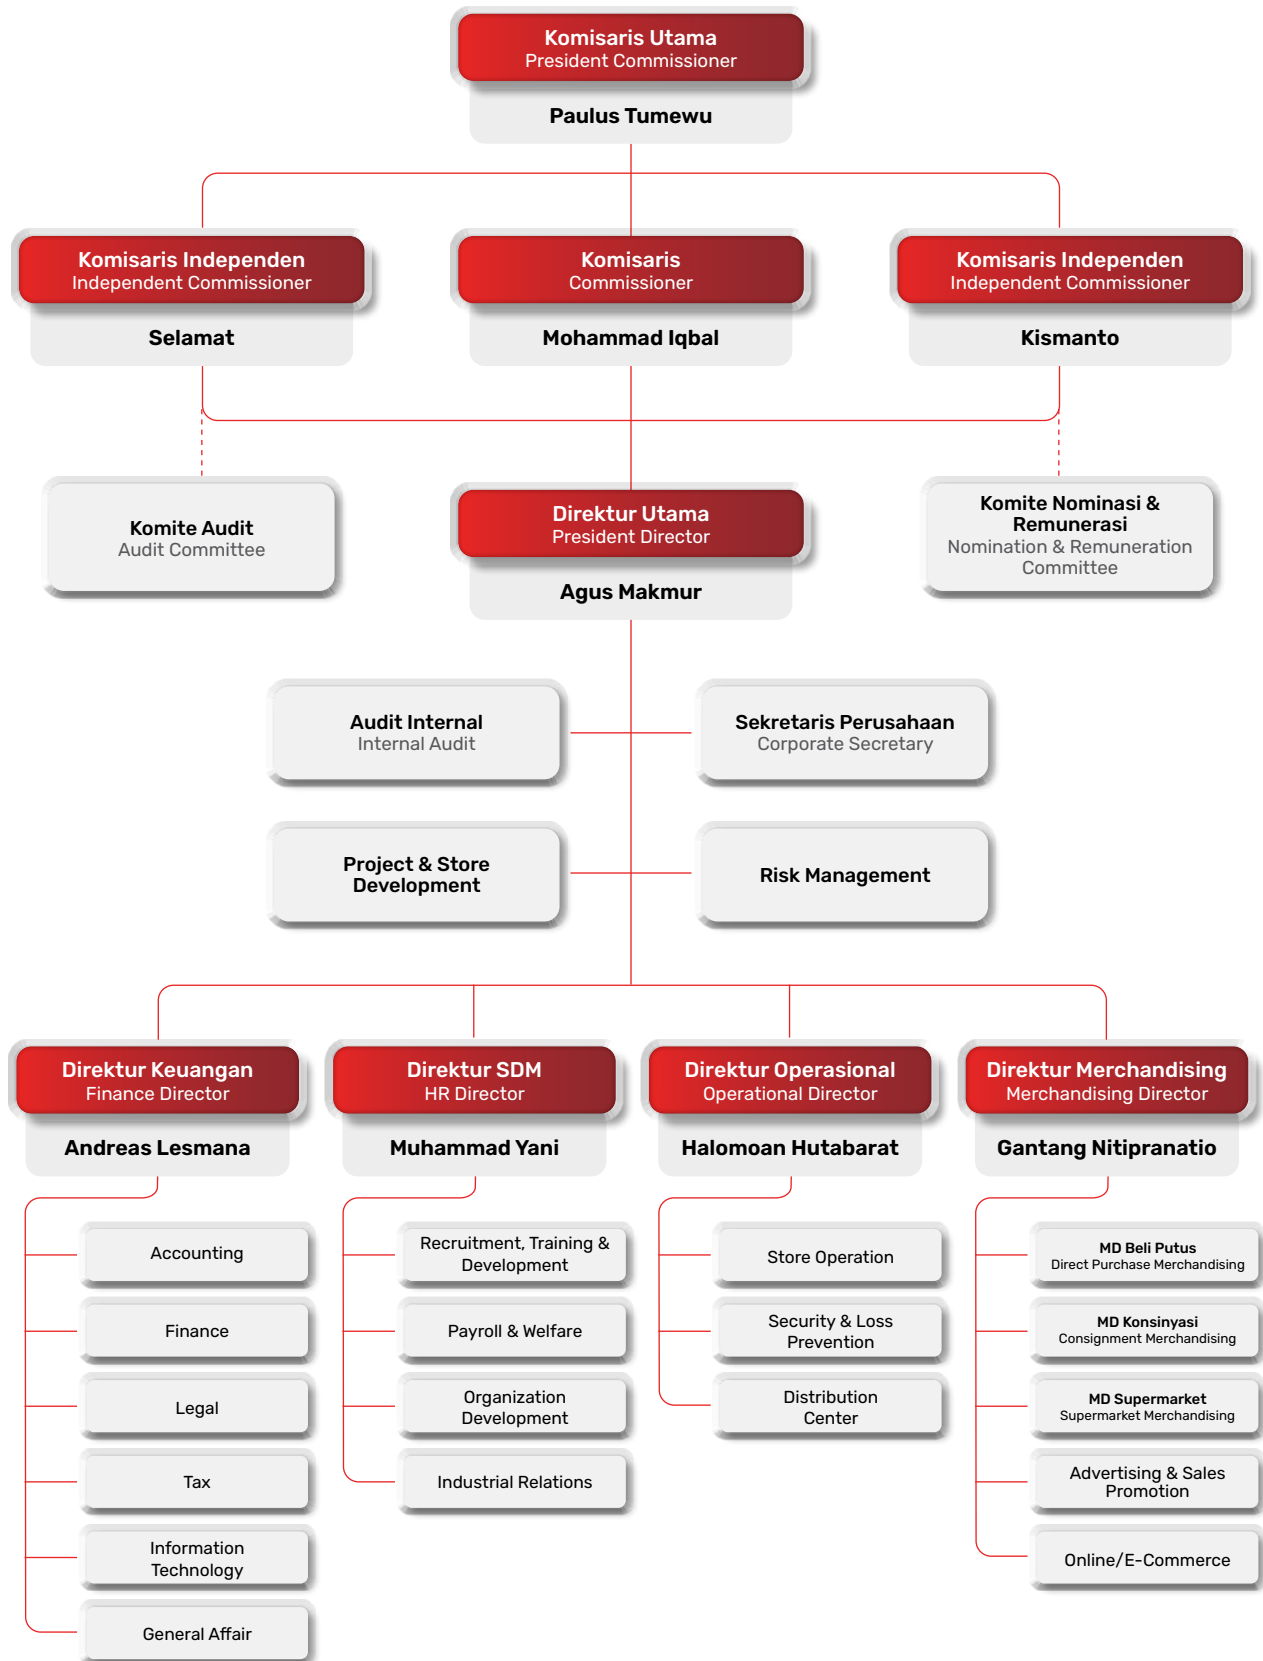 Komisaris Utama
President Commissioner
Paulus Tumewu
Komisaris Independen
Independent Commissioner
Selamat
Komisaris
Commissioner
Mohammad Iqbal
Komisaris Independen
Independent Commissioner
Kismanto
Komite Audit
Audit Committee
Direktur Utama
President Director
Agus Makmur
Komite Nominasi &
Remunerasi
Nomination & Remuneration
Committee
Audit Internal
Internal Audit
Sekretaris Perusahaan
Corporate Secretary
Project & Store
Development
Risk Management
Direktur Keuangan
Finance Director
Andreas Lesmana
Accounting
Finance
Legal
Tax
Information
Technology
General Affair
Direktur SDM
HR Director
Muhammad Yani
Recruitment, Training &
Development
Payroll & Welfare
Organization
Development
Industrial Relations
Direktur Operasional
Operational Director
Halomoan Hutabarat
Store Operation
Security & Loss
Prevention
Distribution
Center
Direktur Merchandising
Merchandising Director
Gantang Nitipranatio
MD Beli Putus
Direct Purchase Merchandising
MD Konsinyasi
Consignment Merchandising
MD Supermarket
Supermarket Merchandising
Advertising & Sales
Promotion
Online/E-Commerce